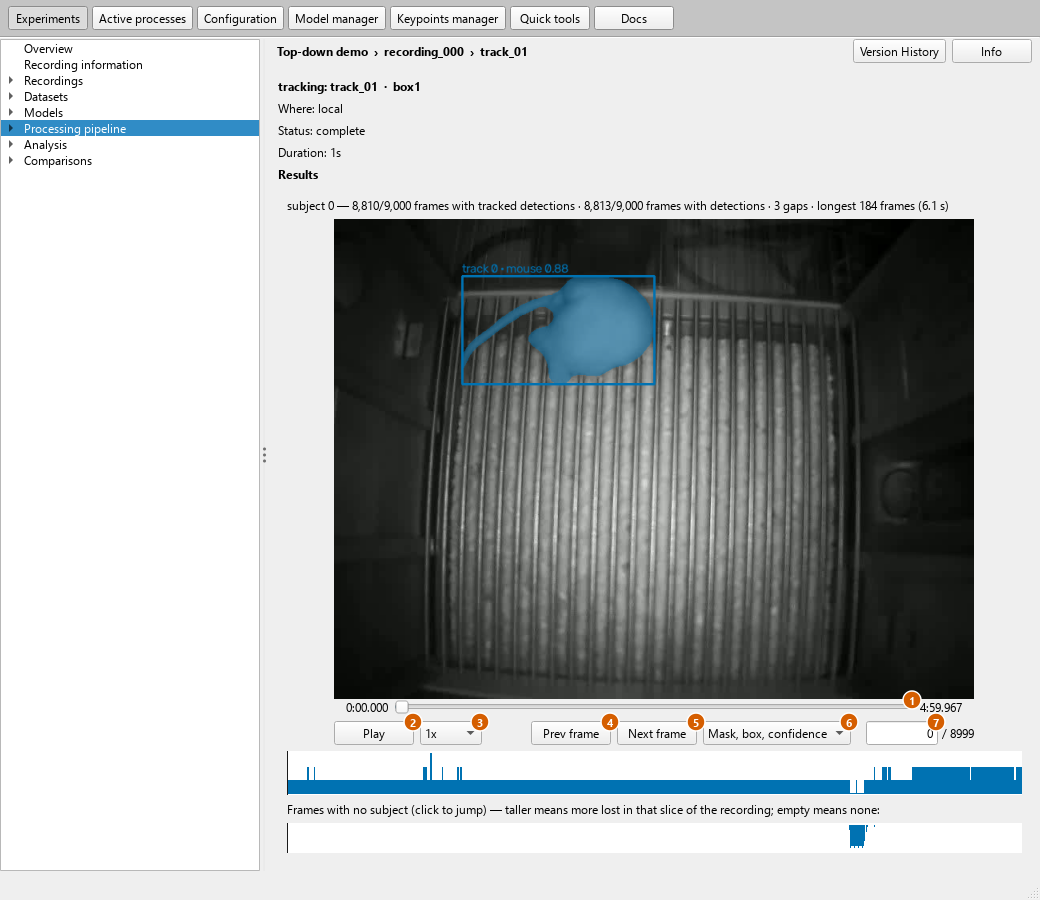 Experiments Active processes Configuration Model manager Keypoints manager Quick tools Docs
Overview
Recording information
Recordings
Datasets
Models
Processing pipeline
Analysis
Comparisons
Top-down demo › recording_000 › track_01
Version History Info
tracking: track_01 · box1
Where: local
Status: complete
Duration: 1s
Results
subject 0 — 8,810/9,000 frames with tracked detections · 8,813/9,000 frames with detections · 3 gaps · longest 184 frames (6.1 s)
track 0 · mouse 0.88
0:00.000 1 4:59.967
Play 2 1x 3 Prev frame 4 Next frame 5 Mask, box, confidence 6 0 7 / 8999
Frames with no subject (click to jump) — taller means more lost in that slice of the recording; empty means none: